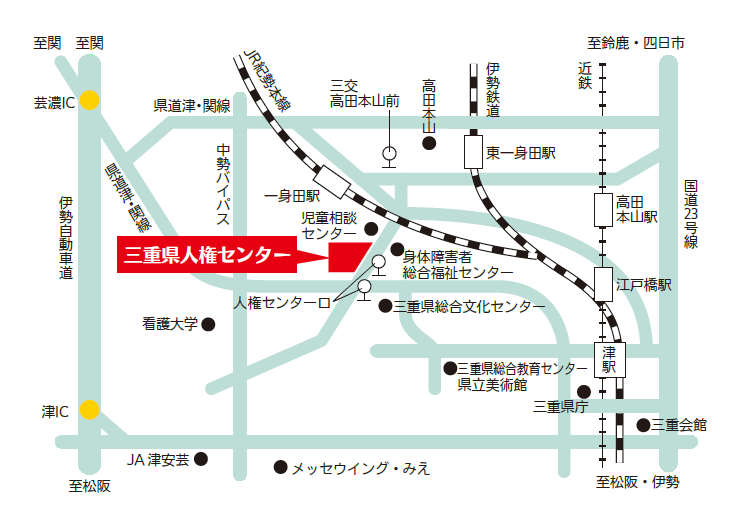 至関
至関
至鈴鹿・四日市
芸濃IC
県道津・関線
JR紀勢本線
三交
高田本山前
高田本山
伊勢鉄道
近鉄
中勢バイパス
県道津・関線
東一身田駅
一身田駅
高田
本山駅
国道23号線
伊勢自動車道
児童相談
センター
三重県人権センター
身体障害者
総合福祉センター
江戸橋駅
人権センター口
三重県総合文化センター
看護大学
津駅
三重県総合教育センター
県立美術館
三重県庁
津IC
三重会館
JA津安芸
メッセウイング・みえ
至松阪
至松阪・伊勢